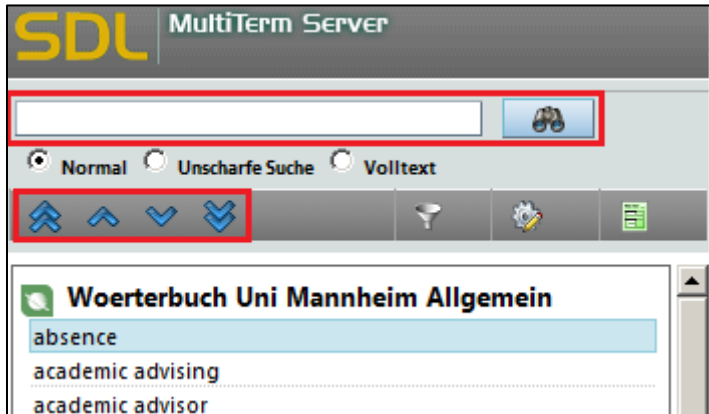 SDL MultiTerm Server
Normal Unscharfe Suche Volltext
Woerterbuch Uni Mannheim Allgemein
absence
academic advising
academic advisor